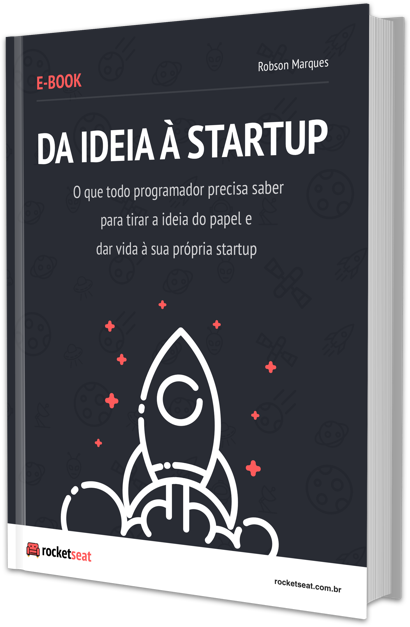 E-BOOK
Robson Marques
DA IDEIA À STARTUP
O que todo programador precisa saber
para tirar a ideia do papel e
dar vida à sua própria startup
rocketseat
rocketseat.com.br